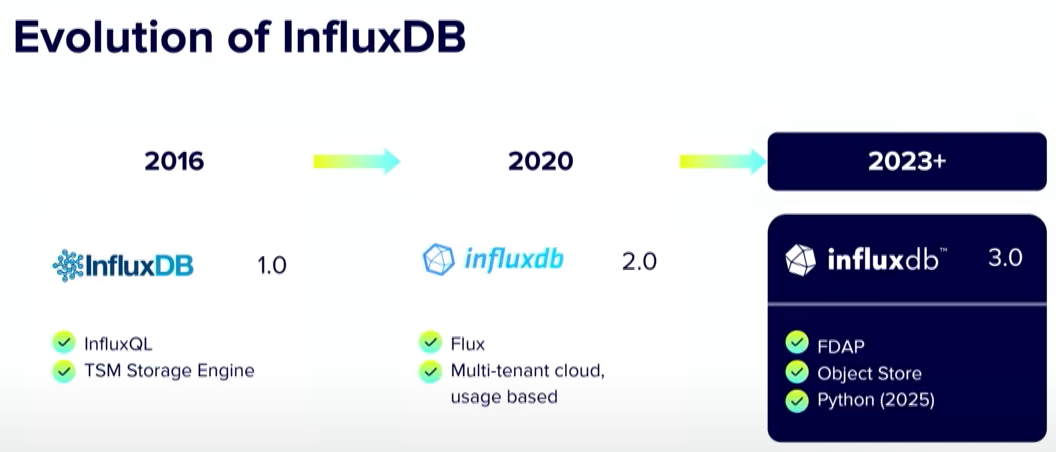 Evolution of InfluxDB
2016
2020
2023+
InfluxDB 1.0
influxdb 2.0
influxdb™ 3.0
InfluxQL
TSM Storage Engine
Flux
Multi-tenant cloud,
usage based
FDAP
Object Store
Python (2025)